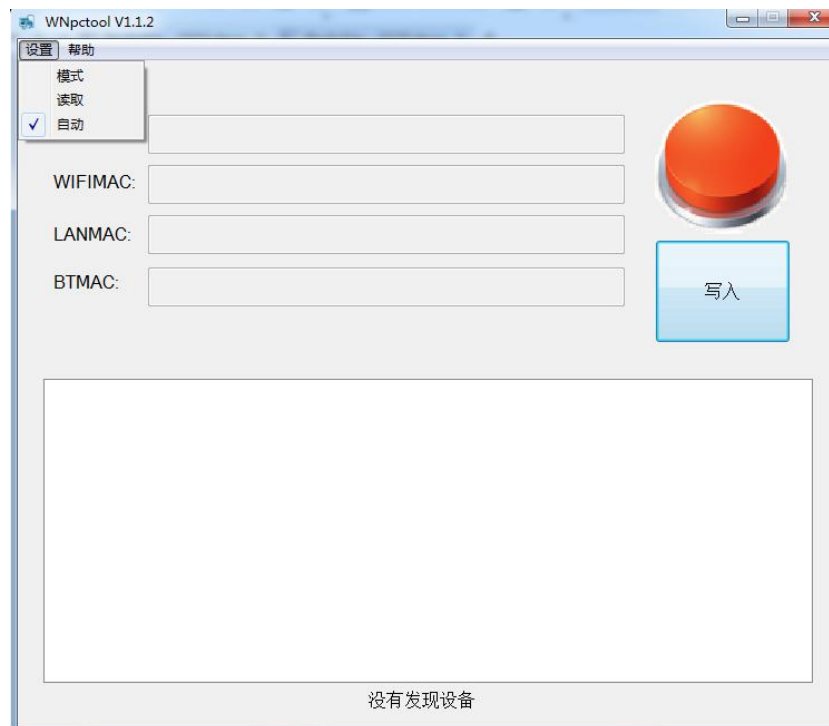 WNpctool V1.1.2
设置 帮助
模式
读取
自动
WIFIMAC:
LANMAC:
BTMAC:
写入
没有发现设备